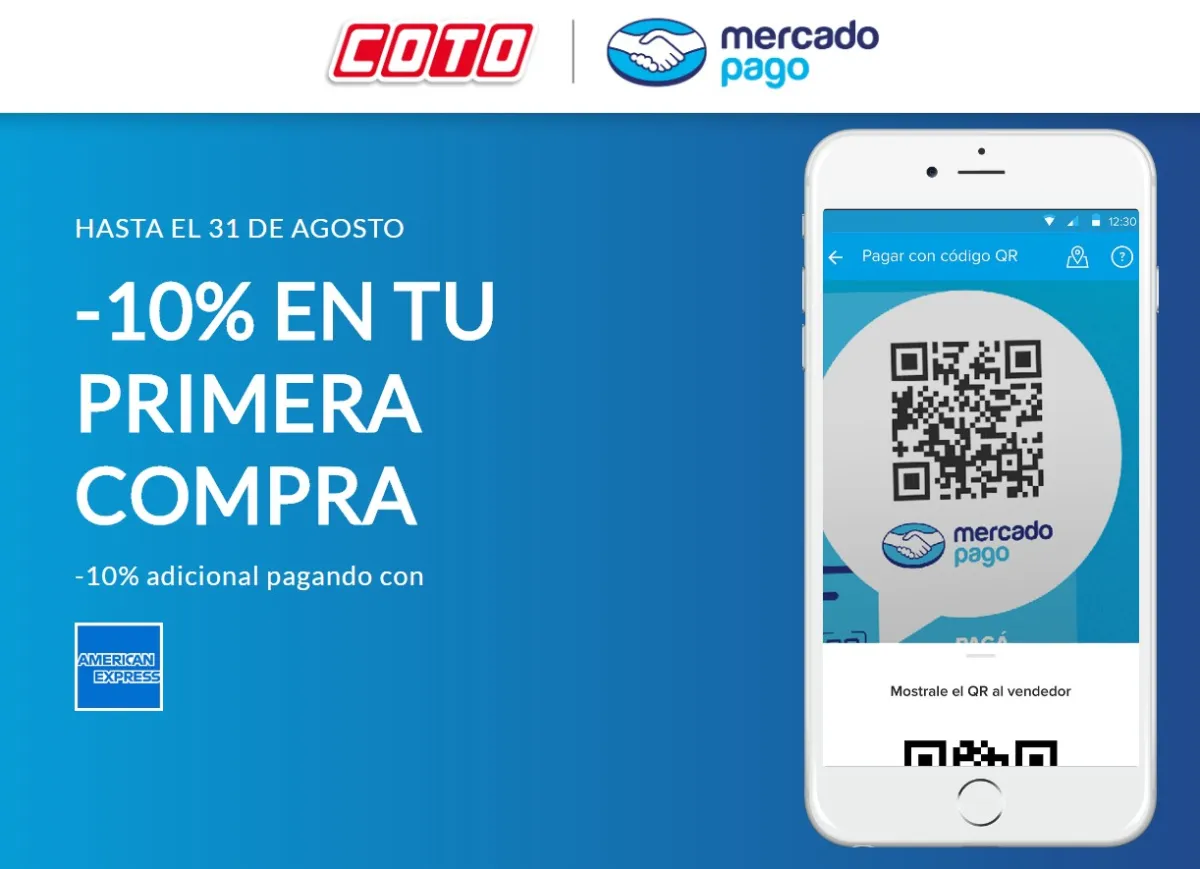 COTO
mercado
pago
HASTA EL 31 DE AGOSTO
-10% EN TU
PRIMERA
COMPRA
-10% adicional pagando con
AMERICAN
EXPRESS
12:30
Pagar con código QR
?
mercado
pago
PAGÁ
Mostrale el QR al vendedor